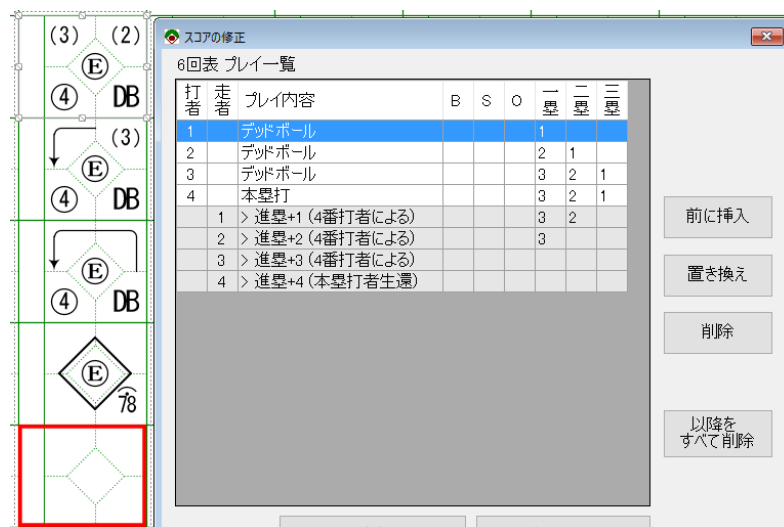 (3) (2)
Ⓔ
④ DB
(3)
Ⓔ
④ DB
Ⓔ
④ DB
Ⓔ
78
スコアの修正
6回表 プレイ一覧
打者 走者 プレイ内容 B S O 一塁 二塁 三塁
1 デッドボール 1
2 デッドボール 2 1
3 デッドボール 3 2 1
4 本塁打 3 2 1
1 > 進塁+1 (4番打者による) 3 2
2 > 進塁+2 (4番打者による) 3
3 > 進塁+3 (4番打者による)
4 > 進塁+4 (本塁打者生還)
前に挿入
置き換え
削除
以降を
すべて削除